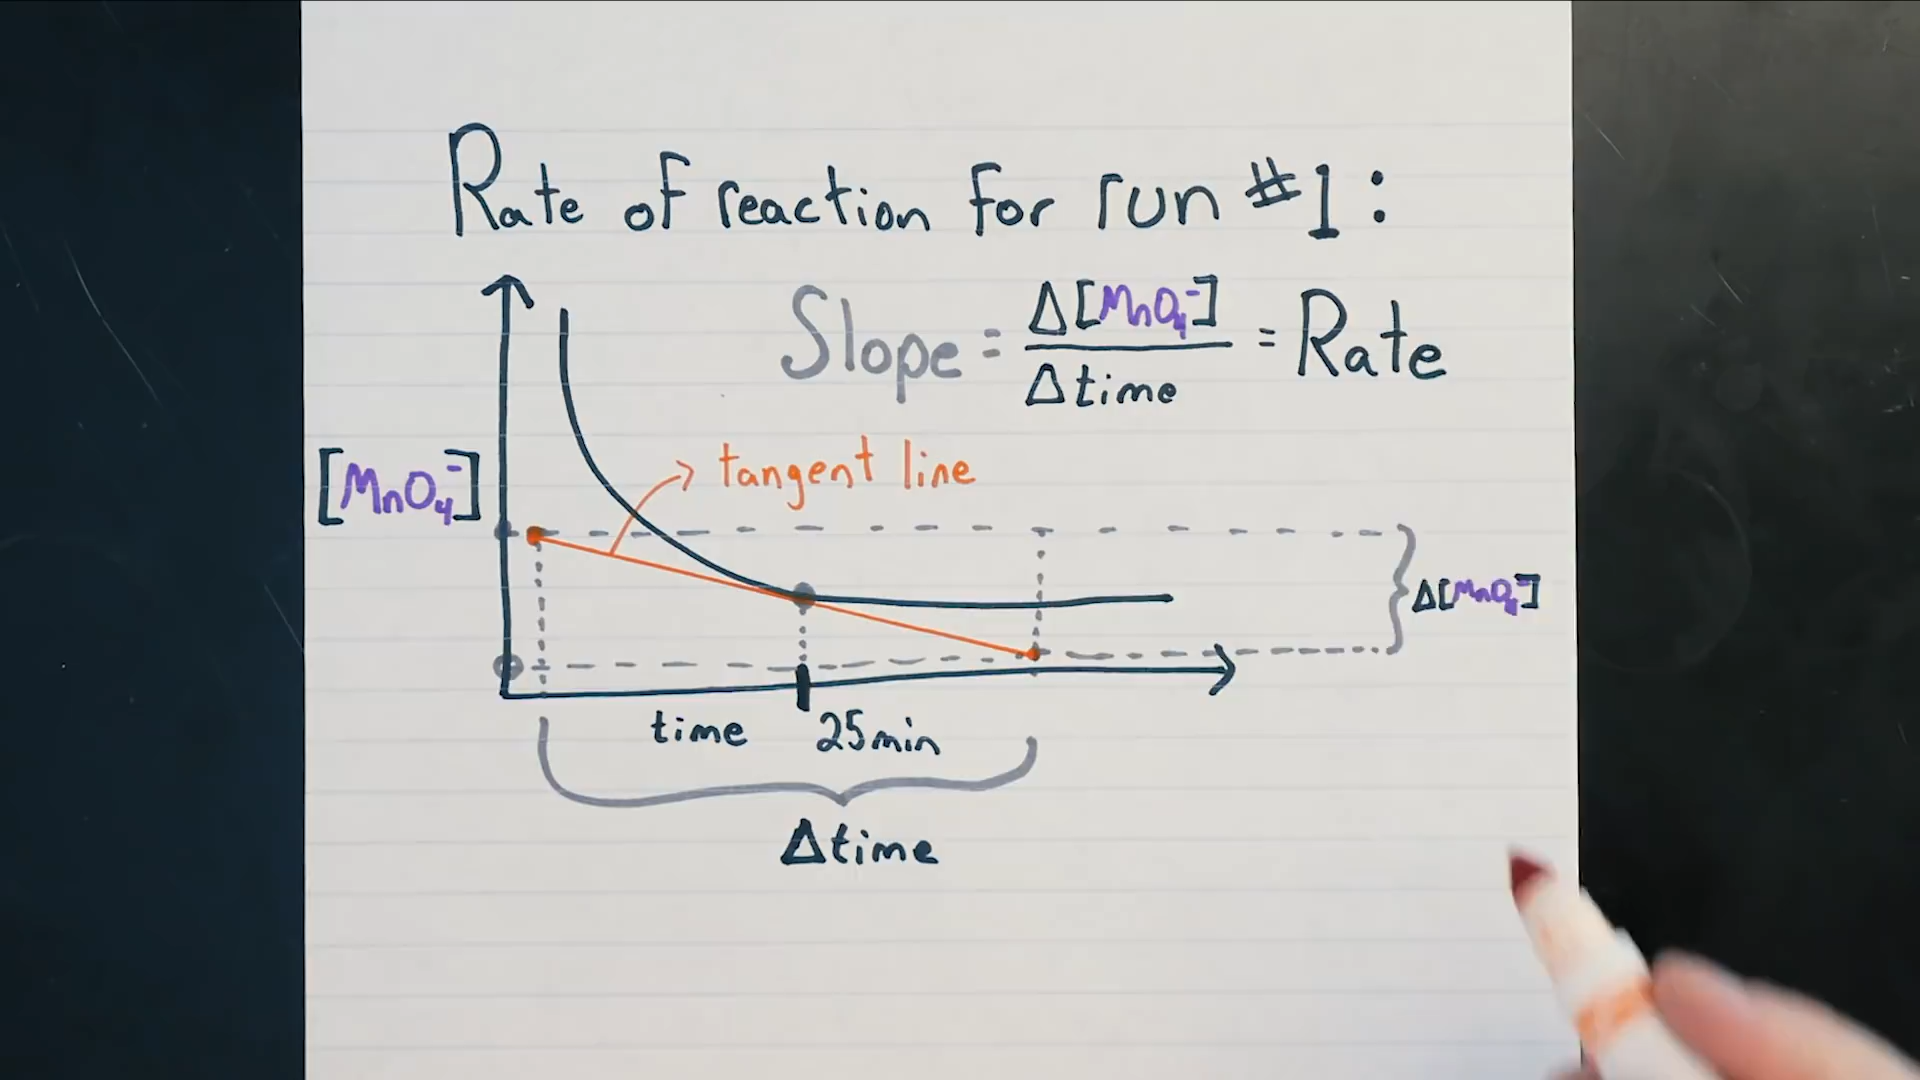 Rate of reaction for run #1:
Slope = Δ[MnO₄⁻] / Δtime = Rate
tangent line
[MnO₄⁻]
Δ[MnO₄⁻]
time 25min
Δtime